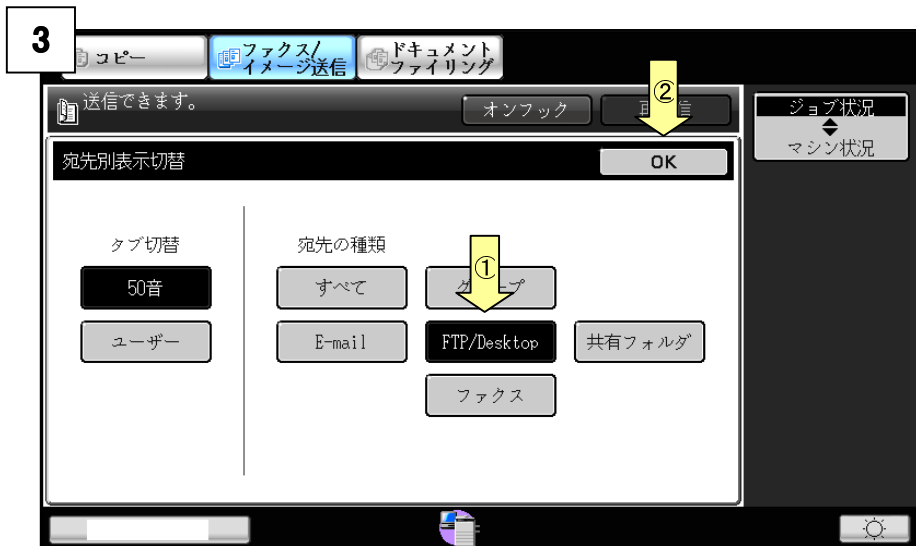 3
コピー
ファクス/
イメージ送信
ドキュメント
ファイリング
送信できます。
オンフック
②
ジョブ状況
マシン状況
宛先別表示切替
OK
タブ切替
宛先の種類
①
50音
すべて
グループ
ユーザー
E-mail
FTP/Desktop
共有フォルダ
ファクス